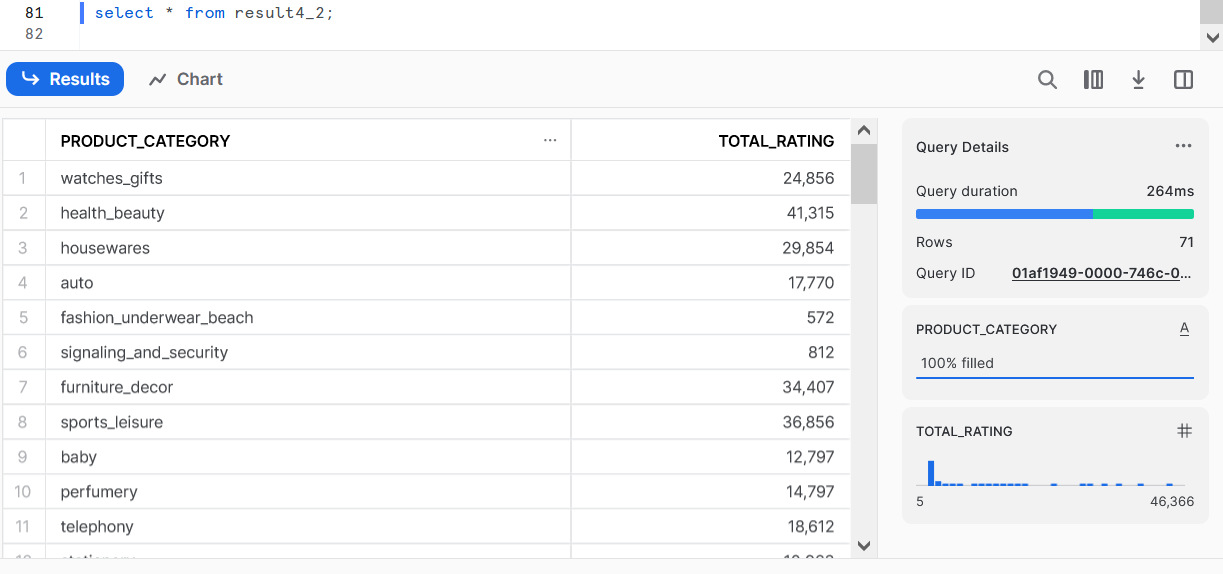 81 select * from result4_2;
82
Results Chart
PRODUCT_CATEGORY ... TOTAL_RATING
1 watches_gifts 24,856
2 health_beauty 41,315
3 housewares 29,854
4 auto 17,770
5 fashion_underwear_beach 572
6 signaling_and_security 812
7 furniture_decor 34,407
8 sports_leisure 36,856
9 baby 12,797
10 perfumery 14,797
11 telephony 18,612
Query Details ...
Query duration 264ms
Rows 71
Query ID 01af1949-0000-746c-0...
PRODUCT_CATEGORY A
100% filled
TOTAL_RATING #
5 46,366